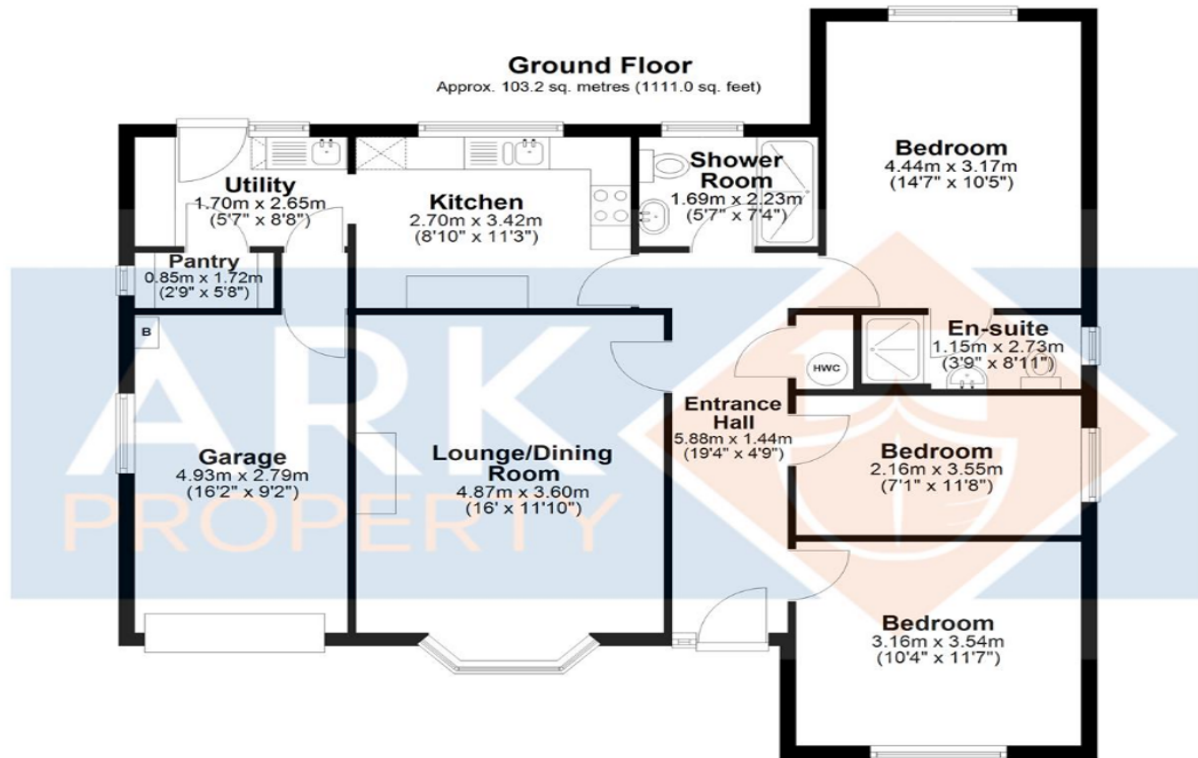 Ground Floor
Approx. 103.2 sq. metres (1111.0 sq. feet)
Utility
1.70m x 2.65m
(5'7" x 8'8")
Kitchen
2.70m x 3.42m
(8'10" x 11'3")
Shower
Room
1.69m x 2.23m
(5'7" x 7'4")
Bedroom
4.44m x 3.17m
(14'7" x 10'5")
Pantry
0.85m x 1.72m
(2'9" x 5'8")
B
En-suite
1.15m x 2.73m
(3'9" x 8'11")
HWC
Entrance
Hall
5.88m x 1.44m
(19'4" x 4'9")
Garage
4.93m x 2.79m
(16'2" x 9'2")
Lounge/Dining
Room
4.87m x 3.60m
(16' x 11'10")
Bedroom
2.16m x 3.55m
(7'1" x 11'8")
Bedroom
3.16m x 3.54m
(10'4" x 11'7")
ARK
PROPERTY